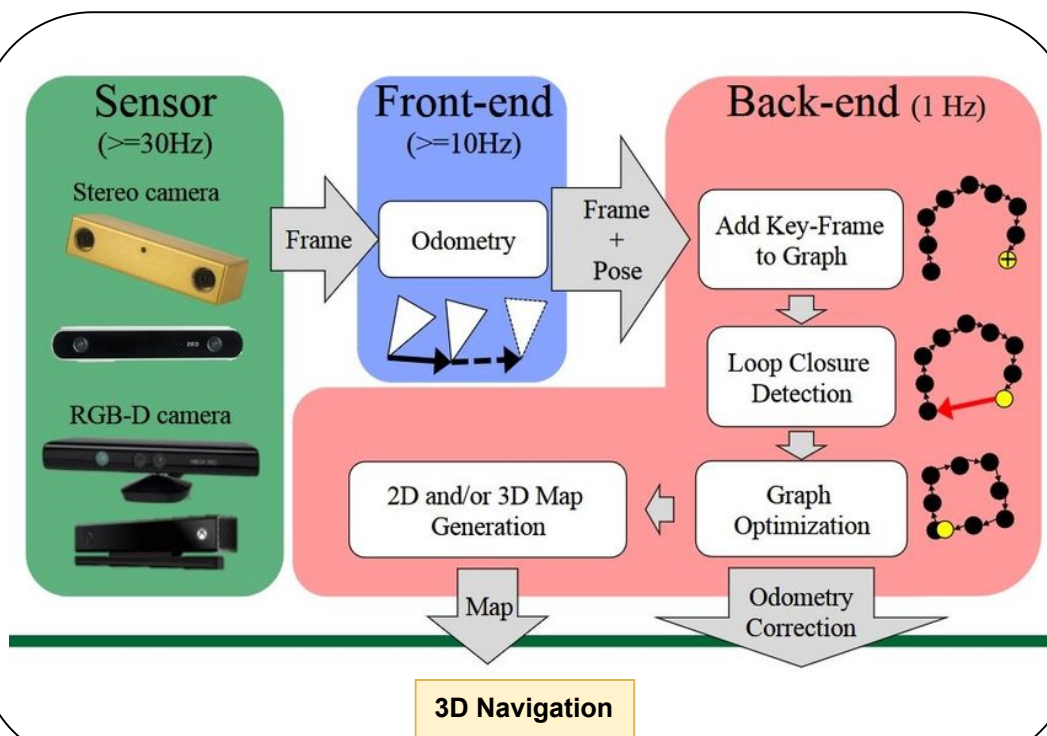 Sensor
(>=30Hz)
Stereo camera
RGB-D camera
Frame
Front-end
(>=10Hz)
Odometry
Frame
+
Pose
Back-end (1 Hz)
Add Key-Frame
to Graph
Loop Closure
Detection
Graph
Optimization
2D and/or 3D Map
Generation
Map
Odometry
Correction
3D Navigation